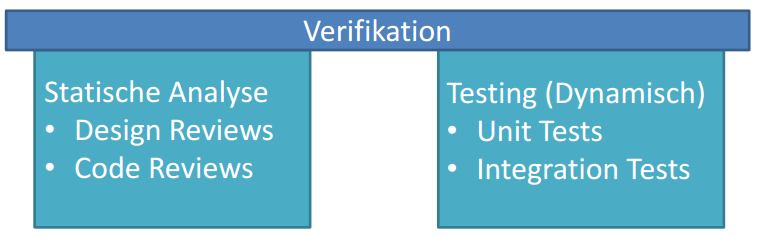 Verifikation
Statische Analyse
• Design Reviews
• Code Reviews
Testing (Dynamisch)
• Unit Tests
• Integration Tests